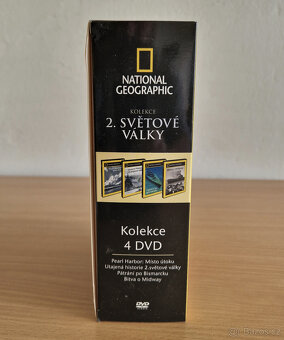 NATIONAL
GEOGRAPHIC
KOLEKCE
2. SVĚTOVÉ
VÁLKY
Kolekce
4 DVD
Pearl Harbor: Místo útoku
Utajená historie 2.světové války
Pátrání po Bismarcku
Bitva o Midway
DVD